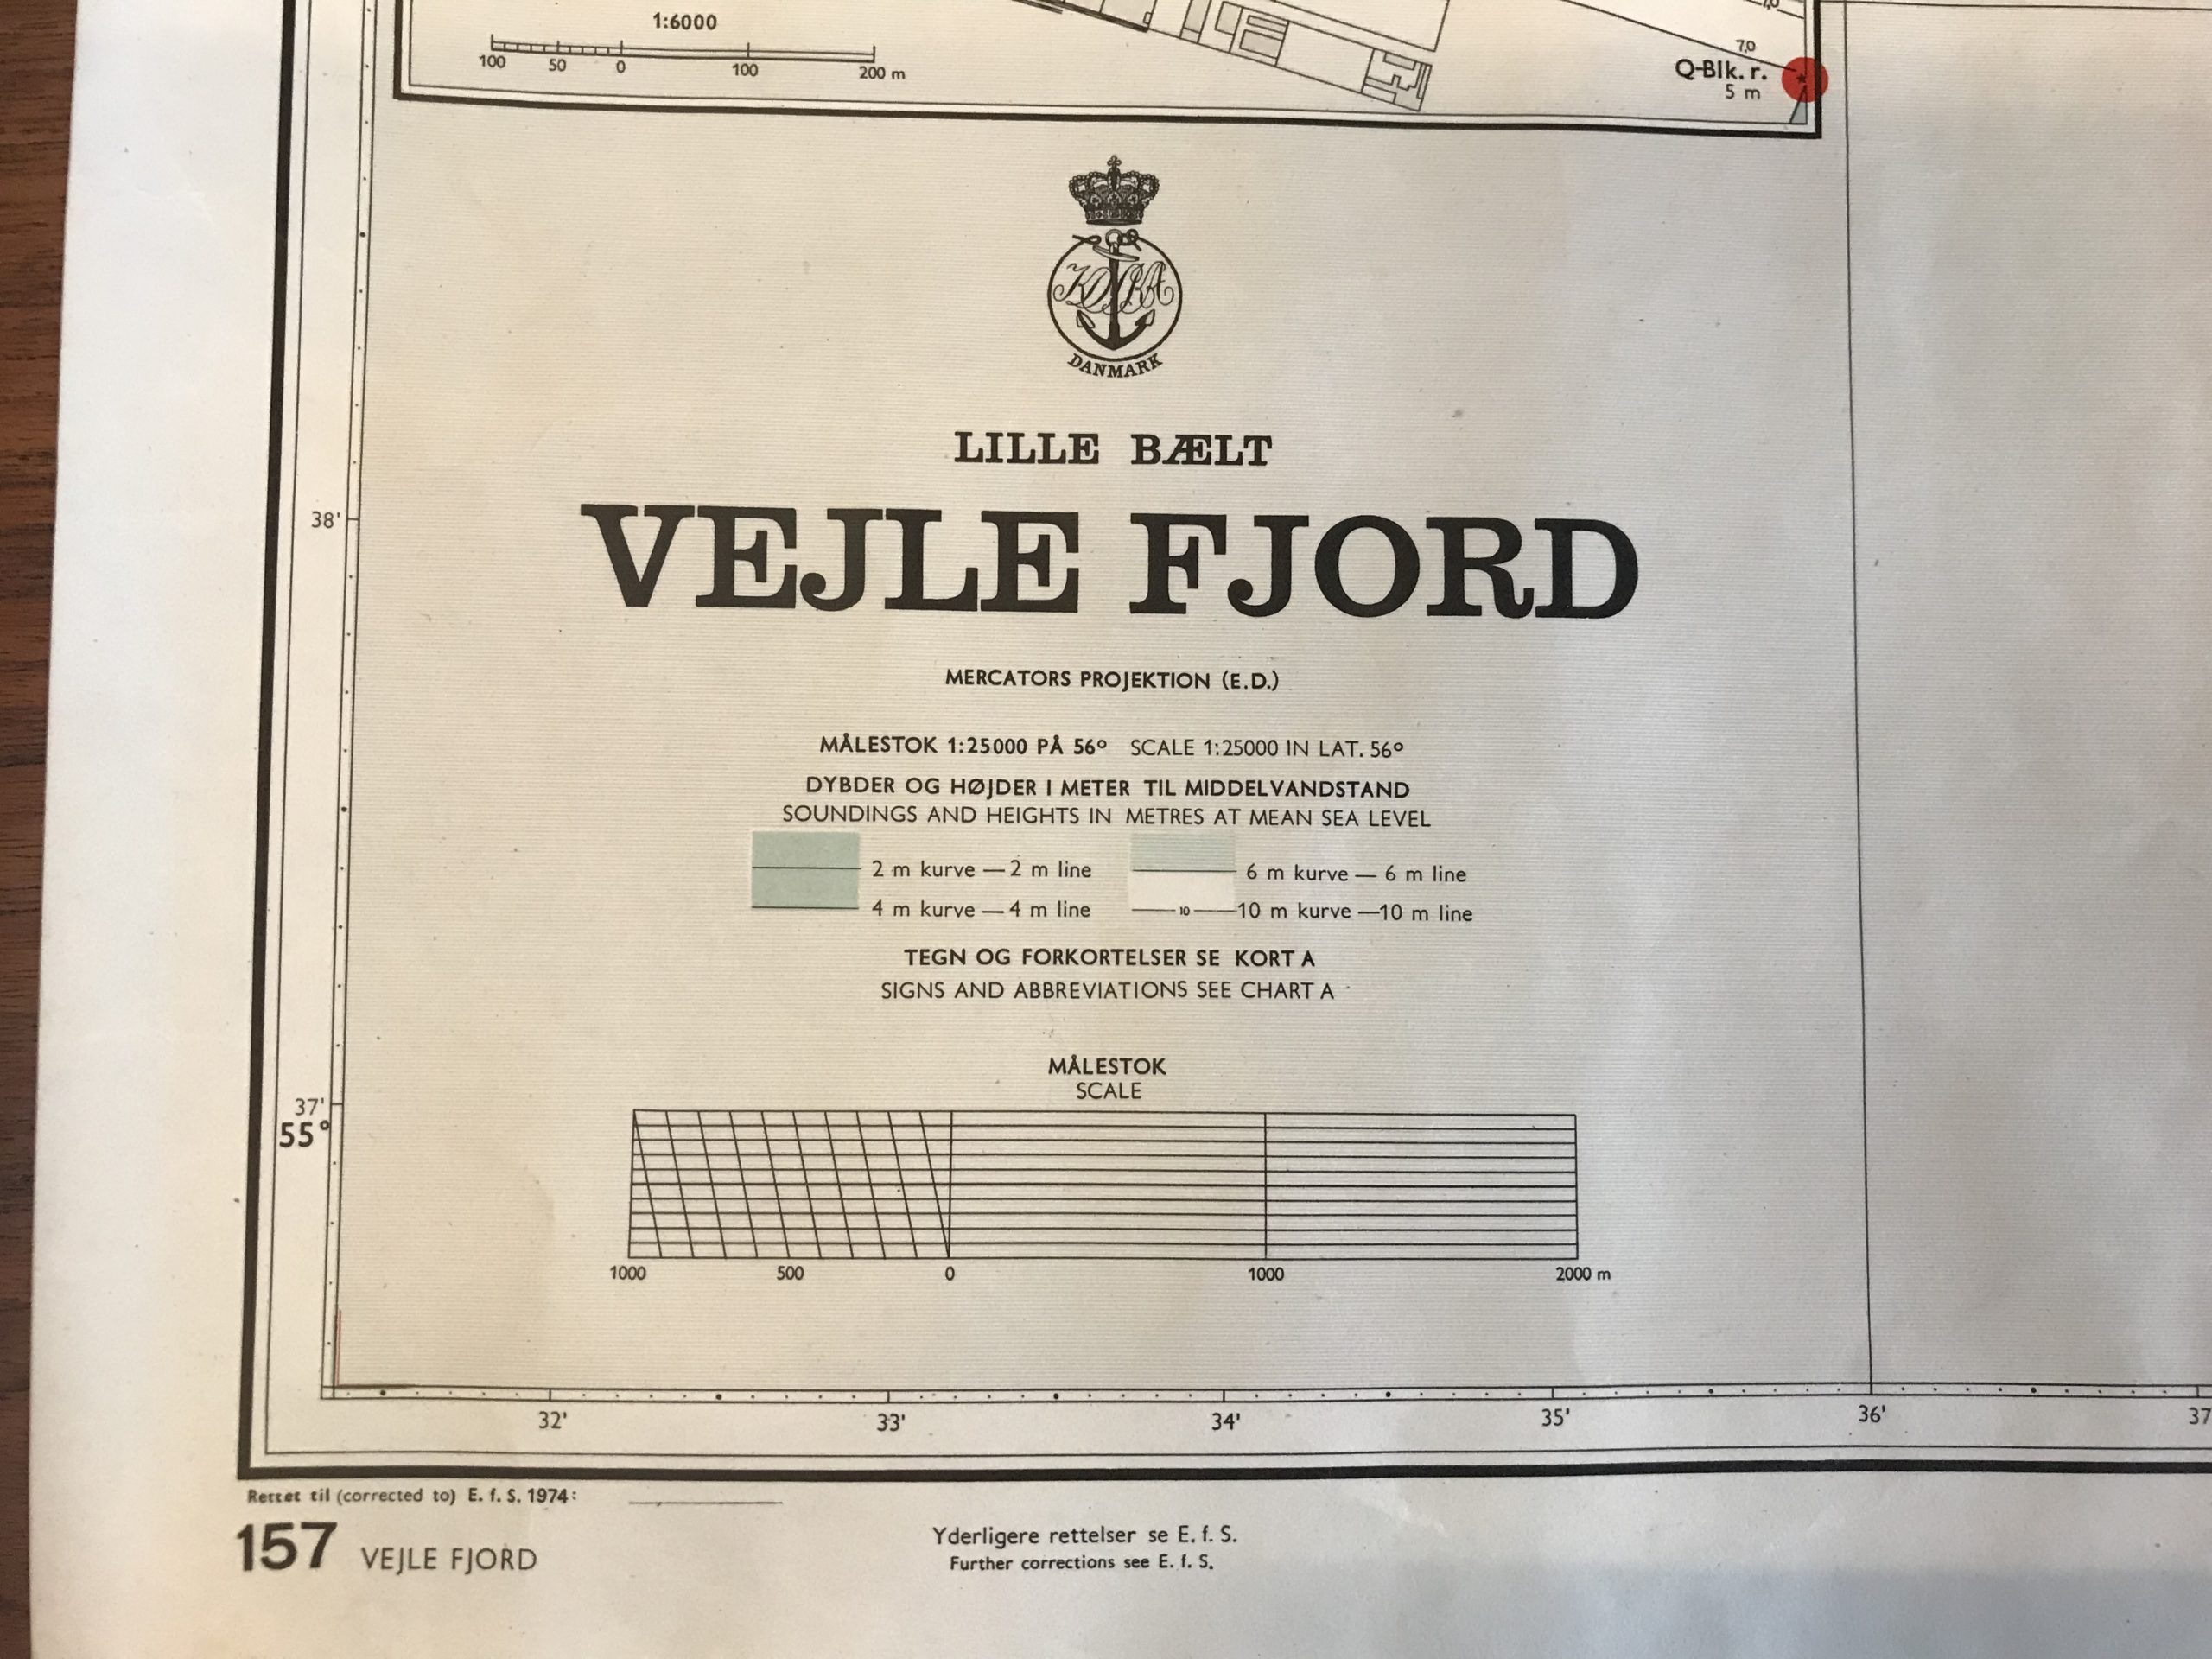 1:6000
100 50 0 100 200 m
7,0
7,0
Q-Blk. r.
5 m
DANMARK
LILLE BÆLT
VEJLE FJORD
MERCATORS PROJEKTION (E.D.)
MÅLESTOK 1:25000 PÅ 56° SCALE 1:25000 IN LAT. 56°
DYBDER OG HØJDER I METER TIL MIDDELVANDSTAND
SOUNDINGS AND HEIGHTS IN METRES AT MEAN SEA LEVEL
2 m kurve — 2 m line 6 m kurve — 6 m line
4 m kurve — 4 m line 10 10 m kurve — 10 m line
TEGN OG FORKORTELSER SE KORT A
SIGNS AND ABBREVIATIONS SEE CHART A
MÅLESTOK
SCALE
1000 500 0 1000 2000 m
38'
37'
55°
32' 33' 34' 35' 36' 37
Rettet til (corrected to) E. f. S. 1974:
157 VEJLE FJORD
Yderligere rettelser se E. f. S.
Further corrections see E. f. S.